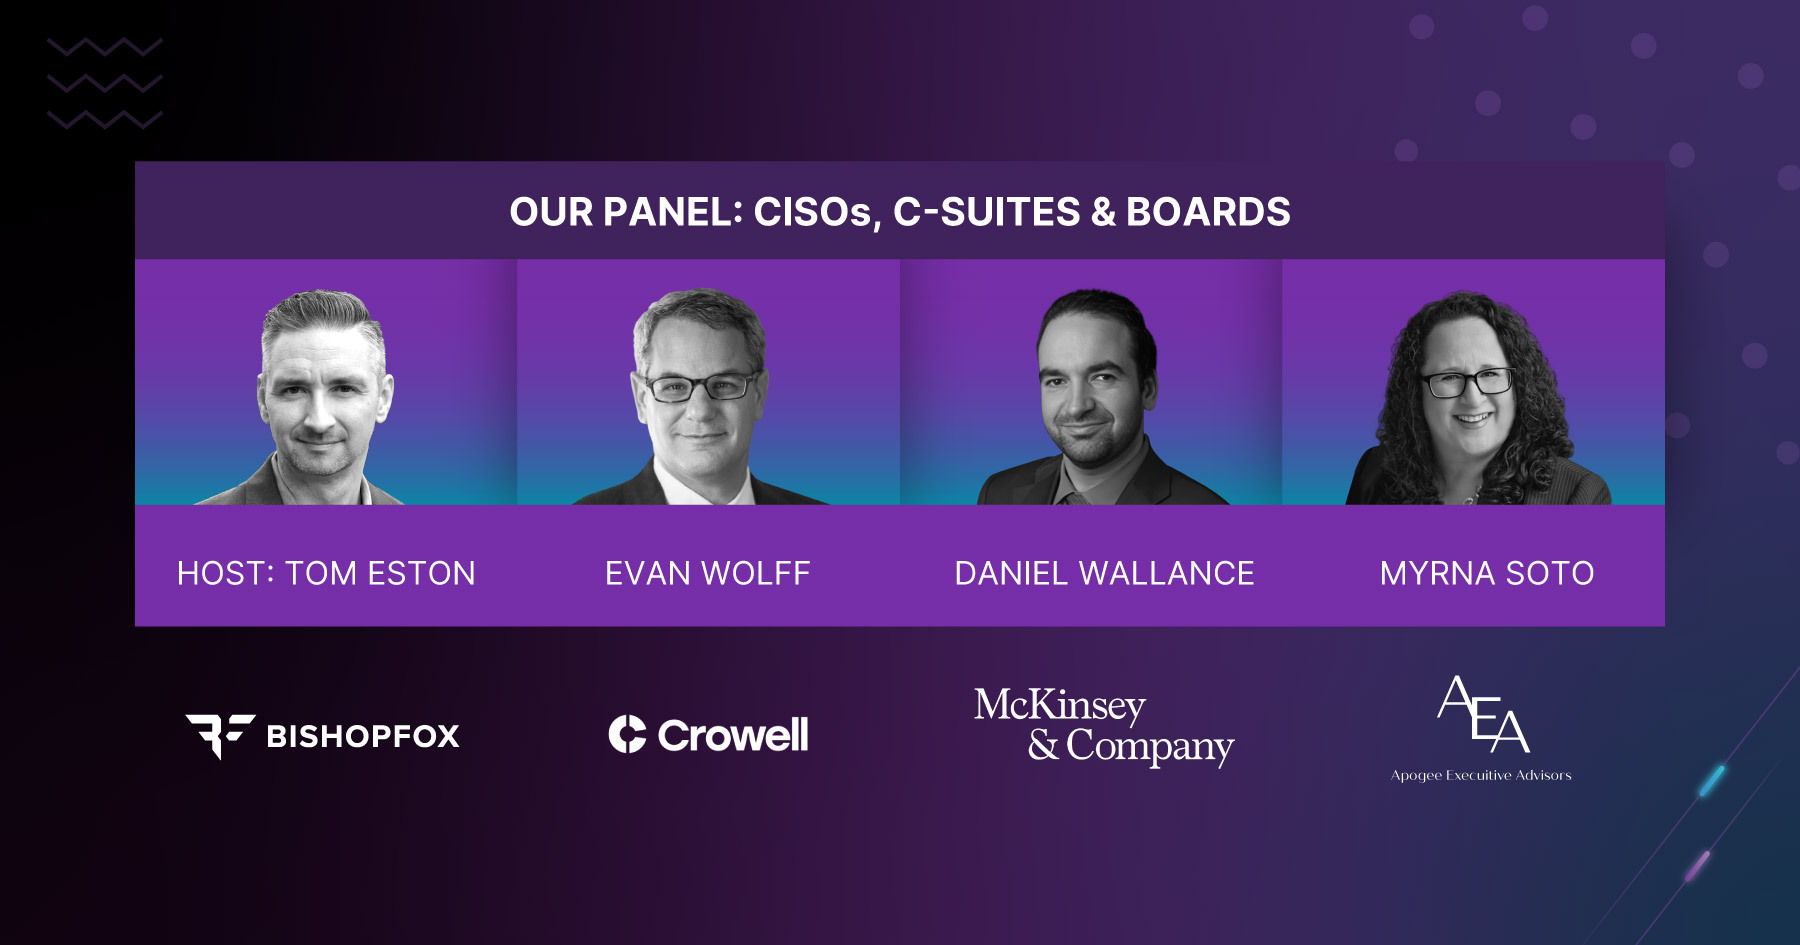 OUR PANEL: CISOs, C-SUITES & BOARDS
HOST: TOM ESTON
EVAN WOLFF
DANIEL WALLANCE
MYRNA SOTO
BISHOPFOX
Crowell
McKinsey
& Company
AEA
Apogee Execuitive Advisors